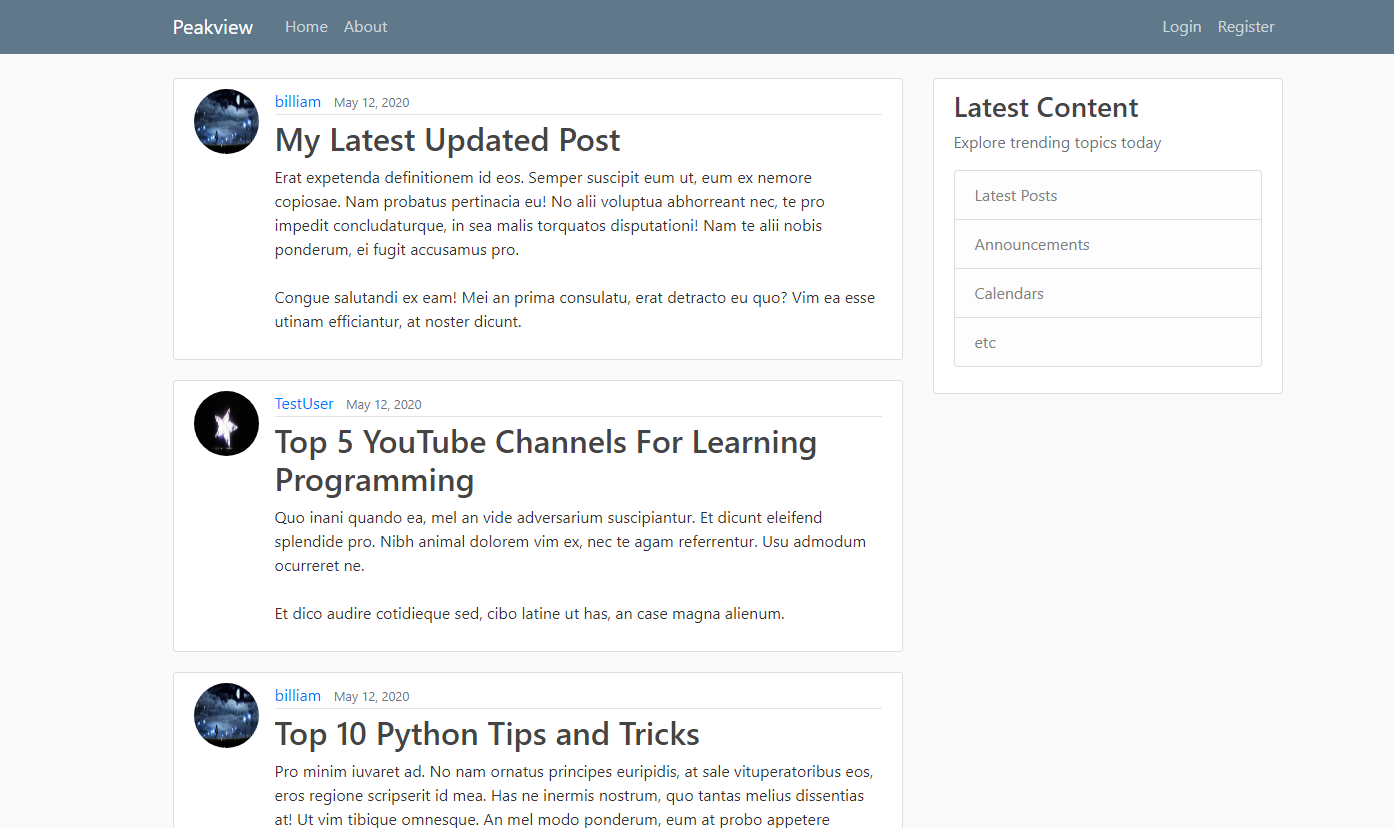 Peakview Home About Login Register
billiam May 12, 2020
My Latest Updated Post
Erat expetenda definitionem id eos. Semper suscipit eum ut, eum ex nemore
copiosae. Nam probatus pertinacia eu! No alii voluptua abhorreant nec, te pro
impedit concludaturque, in sea malis torquatos disputationi! Nam te alii nobis
ponderum, ei fugit accusamus pro.
Congue salutandi ex eam! Mei an prima consulatu, erat detracto eu quo? Vim ea esse
utinam efficiantur, at noster dicunt.
TestUser May 12, 2020
Top 5 YouTube Channels For Learning
Programming
Quo inani quando ea, mel an vide adversarium suscipiantur. Et dicunt eleifend
splendide pro. Nibh animal dolorem vim ex, nec te agam referrentur. Usu admodum
ocurreret ne.
Et dico audire cotidieque sed, cibo latine ut has, an case magna alienum.
billiam May 12, 2020
Top 10 Python Tips and Tricks
Pro minim iuvaret ad. No nam ornatus principes euripidis, at sale vituperatoribus eos,
eros regione scripserit id mea. Has ne inermis nostrum, quo tantas melius dissentias
at! Ut vim tibique omnesque. An mel modo ponderum, eum at probo appetere
Latest Content
Explore trending topics today
Latest Posts
Announcements
Calendars
etc